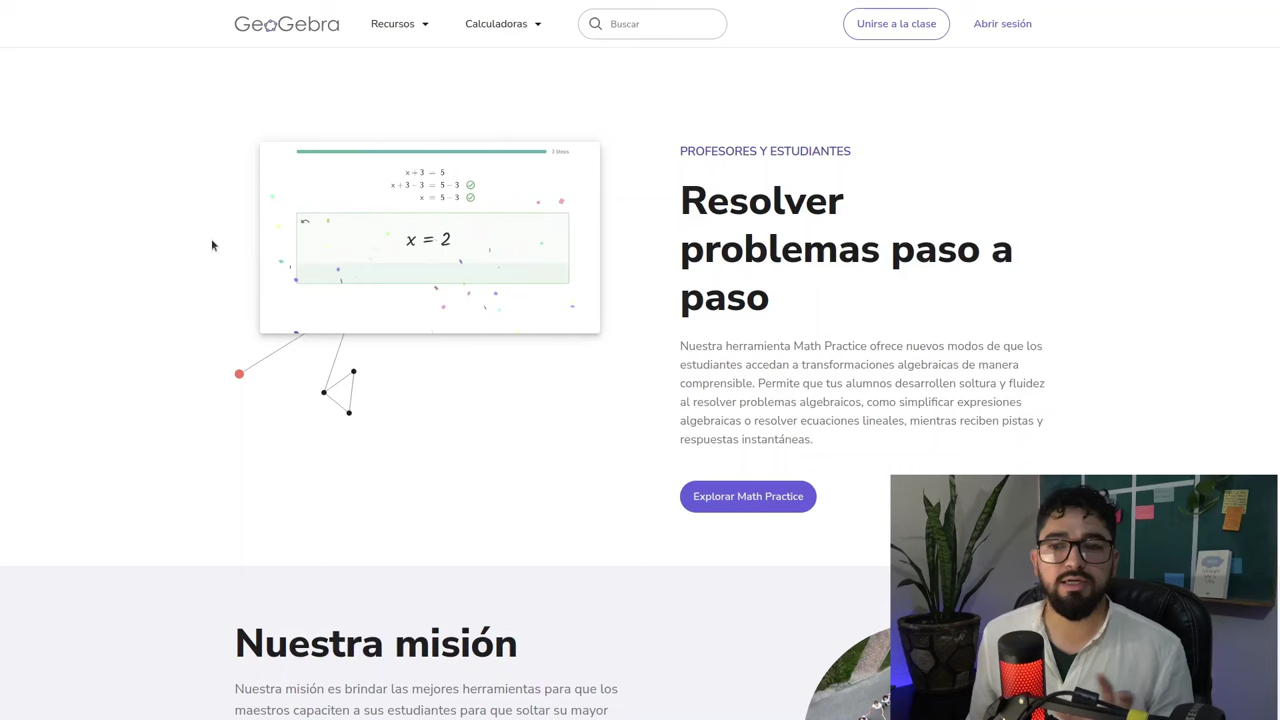 GeoGebra
Recursos
Calculadoras
Buscar
Unirse a la clase
Abrir sesión
3 Steps
x + 3 = 5
x + 3 − 3 = 5 − 3
x = 5 − 3
x = 2
PROFESORES Y ESTUDIANTES
Resolver
problemas paso a
paso
Nuestra herramienta Math Practice ofrece nuevos modos de que los
estudiantes accedan a transformaciones algebraicas de manera
comprensible. Permite que tus alumnos desarrollen soltura y fluidez
al resolver problemas algebraicos, como simplificar expresiones
algebraicas o resolver ecuaciones lineales, mientras reciben pistas y
respuestas instantáneas.
Explorar Math Practice
Nuestra misión
Nuestra misión es brindar las mejores herramientas para que los
maestros capaciten a sus estudiantes para que soltar su mayor